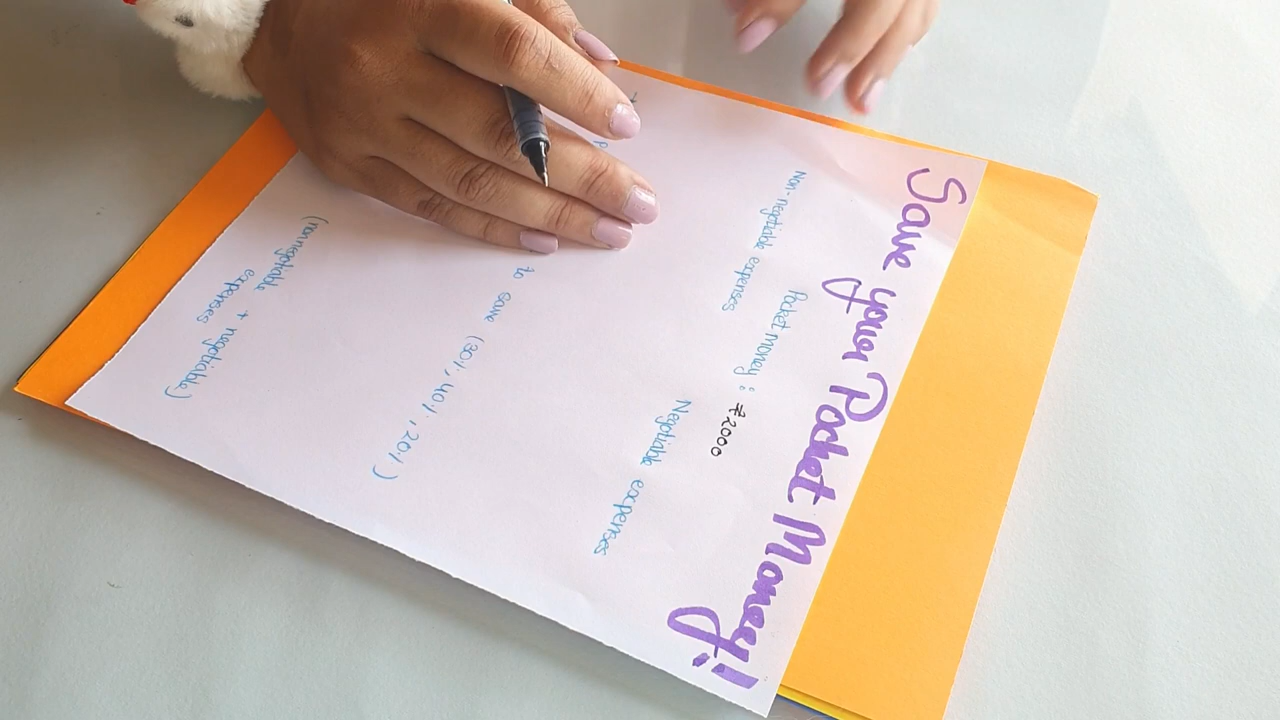 Save your Pocket Money!
Pocket money : ₹2000
Non-negotiable expenses
Negotiable expenses
to save (30%, 40%, 20%)
(non negotiable + negotiable)
expenses